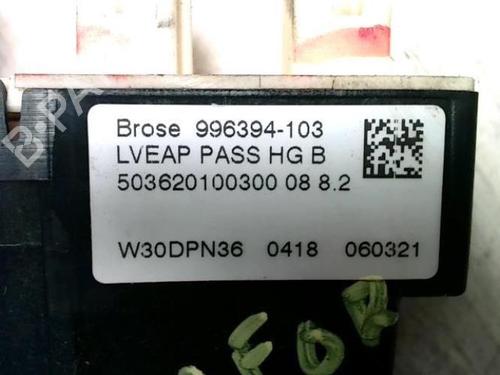 Brose 996394-103
LVEAP PASS HG B
503620100300 08 8.2
W30DPN36 0418 060321